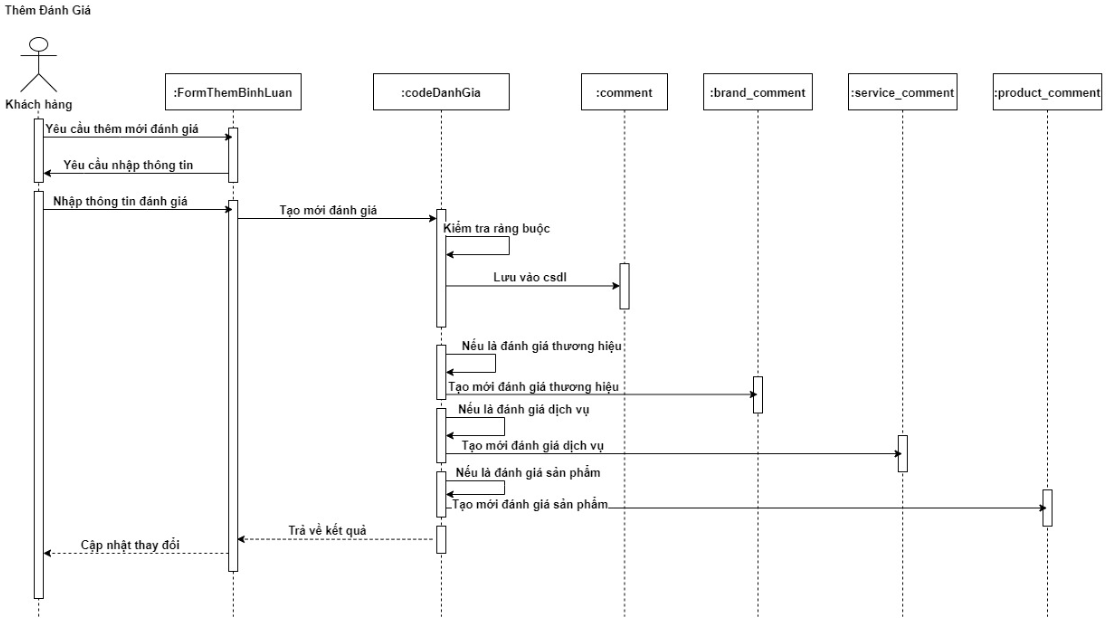 Thêm Đánh Giá
Khách hàng
:FormThemBinhLuan
:codeDanhGia
:comment
:brand_comment
:service_comment
:product_comment
Yêu cầu thêm mới đánh giá
Yêu cầu nhập thông tin
Nhập thông tin đánh giá
Tạo mới đánh giá
Kiểm tra ràng buộc
Lưu vào csdl
Nếu là đánh giá thương hiệu
Tạo mới đánh giá thương hiệu
Nếu là đánh giá dịch vụ
Tạo mới đánh giá dịch vụ
Nếu là đánh giá sản phẩm
Tạo mới đánh giá sản phẩm
Trả về kết quả
Cập nhật thay đổi